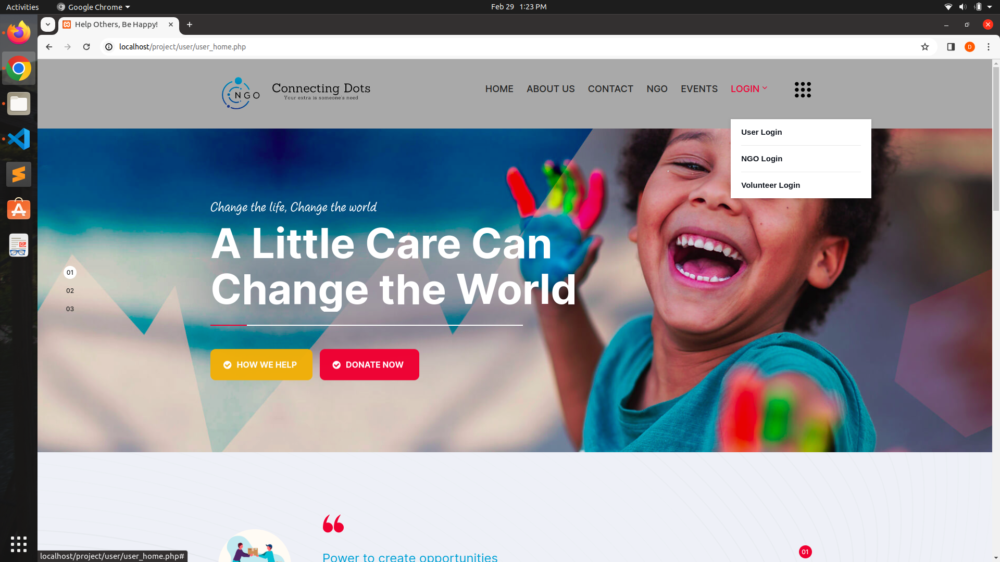 Activities
Google Chrome
Feb 29 1:23 PM
Help Others, Be Happy!
localhost/project/user/user_home.php
D
NGO
Connecting Dots
Your extra is someone's need
HOME
ABOUT US
CONTACT
NGO
EVENTS
LOGIN
User Login
NGO Login
Volunteer Login
Change the life, Change the world
A Little Care Can
Change the World
01
02
03
HOW WE HELP
DONATE NOW
“
Power to create opportunities
01
localhost/project/user/user_home.php#